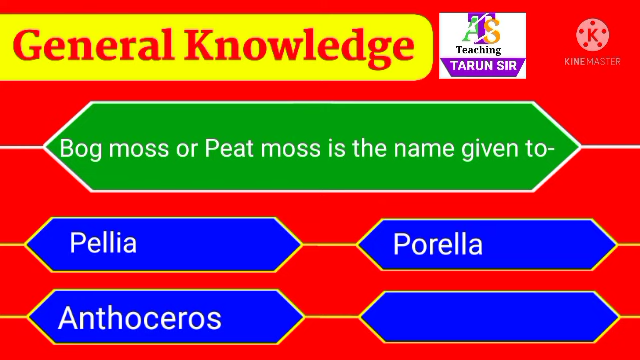 General Knowledge
ATS
Teaching
TARUN SIR
K
KINEMASTER
Bog moss or Peat moss is the name given to-
Pellia
Porella
Anthoceros